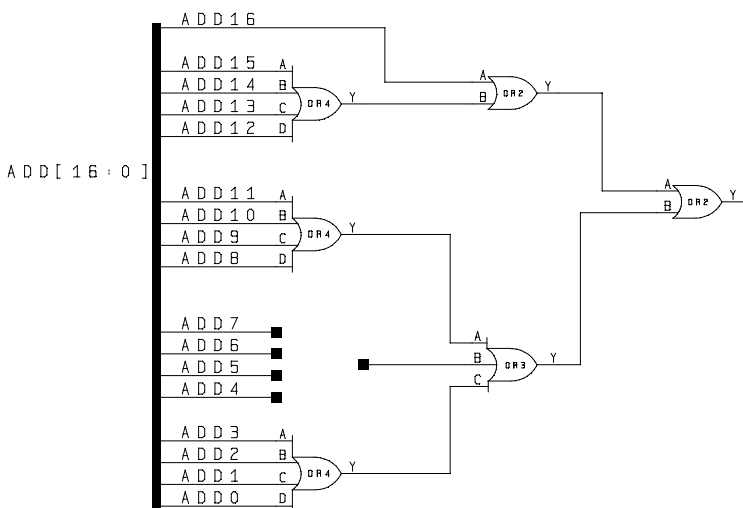 ADD16
ADD15 A
ADD14 B
ADD13 C
ADD12 D
OR4 Y
A
B
OR2 Y
ADD[16:0]
ADD11 A
ADD10 B
ADD9 C
ADD8 D
OR4 Y
A
B
OR2 Y
ADD7
ADD6
ADD5
ADD4
A
B
C
OR3 Y
ADD3 A
ADD2 B
ADD1 C
ADD0 D
OR4 Y